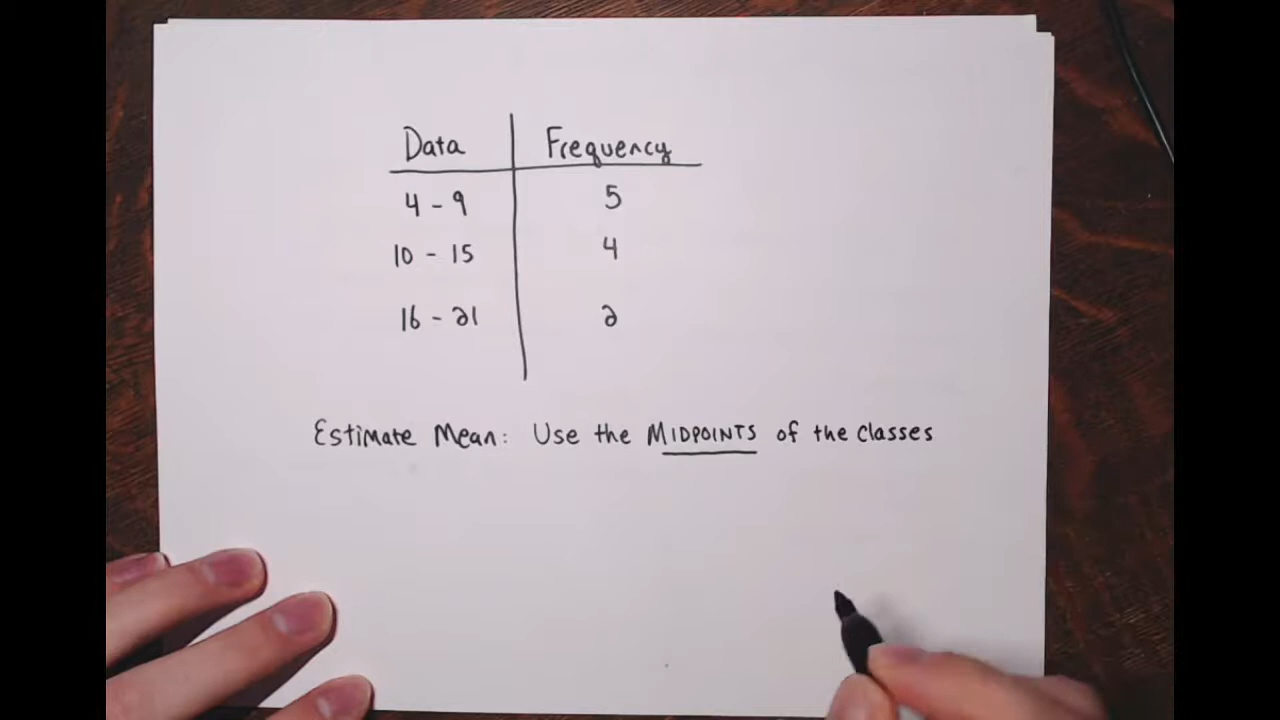 Data Frequency
4 - 9 5
10 - 15 4
16 - 21 2
Estimate Mean: Use the MIDPOINTS of the classes